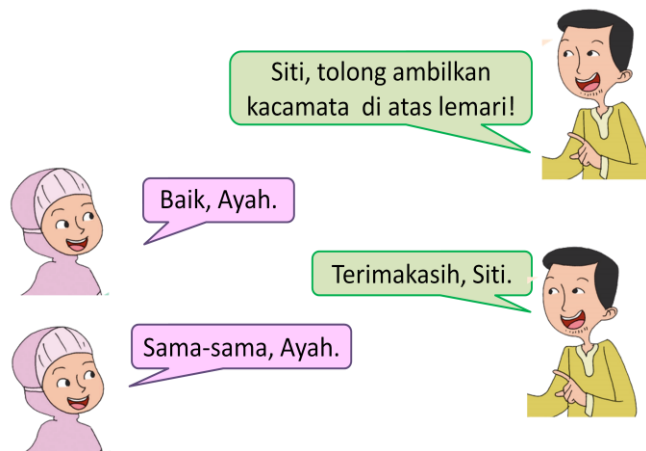 Siti, tolong ambilkan
kacamata di atas lemari!
Baik, Ayah.
Terimakasih, Siti.
Sama-sama, Ayah.